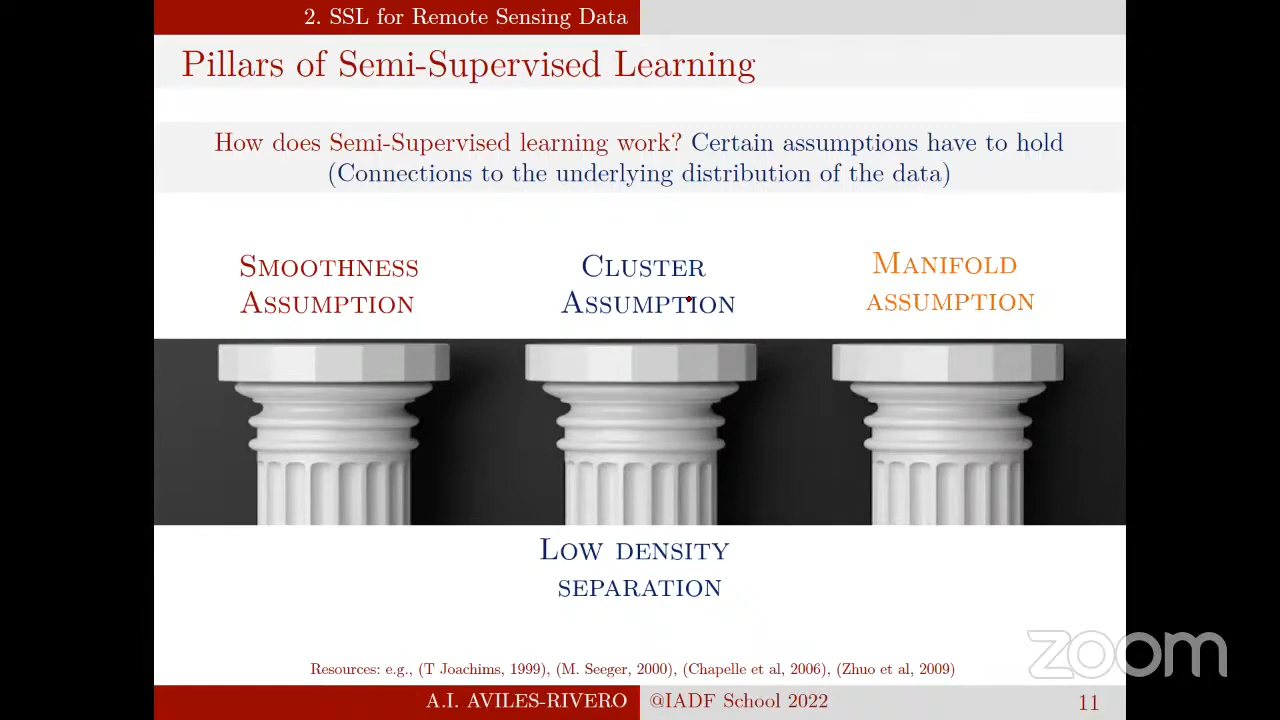 2. SSL for Remote Sensing Data
Pillars of Semi-Supervised Learning
How does Semi-Supervised learning work? Certain assumptions have to hold
(Connections to the underlying distribution of the data)
SMOOTHNESS
ASSUMPTION
CLUSTER
ASSUMPTION
MANIFOLD
ASSUMPTION
LOW DENSITY
SEPARATION
Resources: e.g., (T Joachims, 1999), (M. Seeger, 2000), (Chapelle et al, 2006), (Zhuo et al, 2009)
zoom
A.I. AVILES-RIVERO @IADF School 2022 11